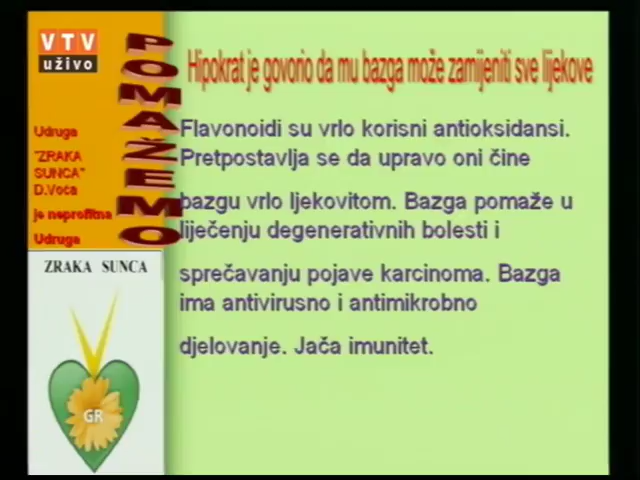 VTV
uživo
POMAŽEMO
Hipokrat je govorio da mu bazga može zamijeniti sve lijekove
Udruga
"ZRAKA
SUNCA"
D.Voća
je neprofitna
Udruga
Flavonoidi su vrlo korisni antioksidansi.
Pretpostavlja se da upravo oni čine
bazgu vrlo ljekovitom. Bazga pomaže u
liječenju degenerativnih bolesti i
sprečavanju pojave karcinoma. Bazga
ima antivirusno i antimikrobno
djelovanje. Jača imunitet.
ZRAKA SUNCA
GR